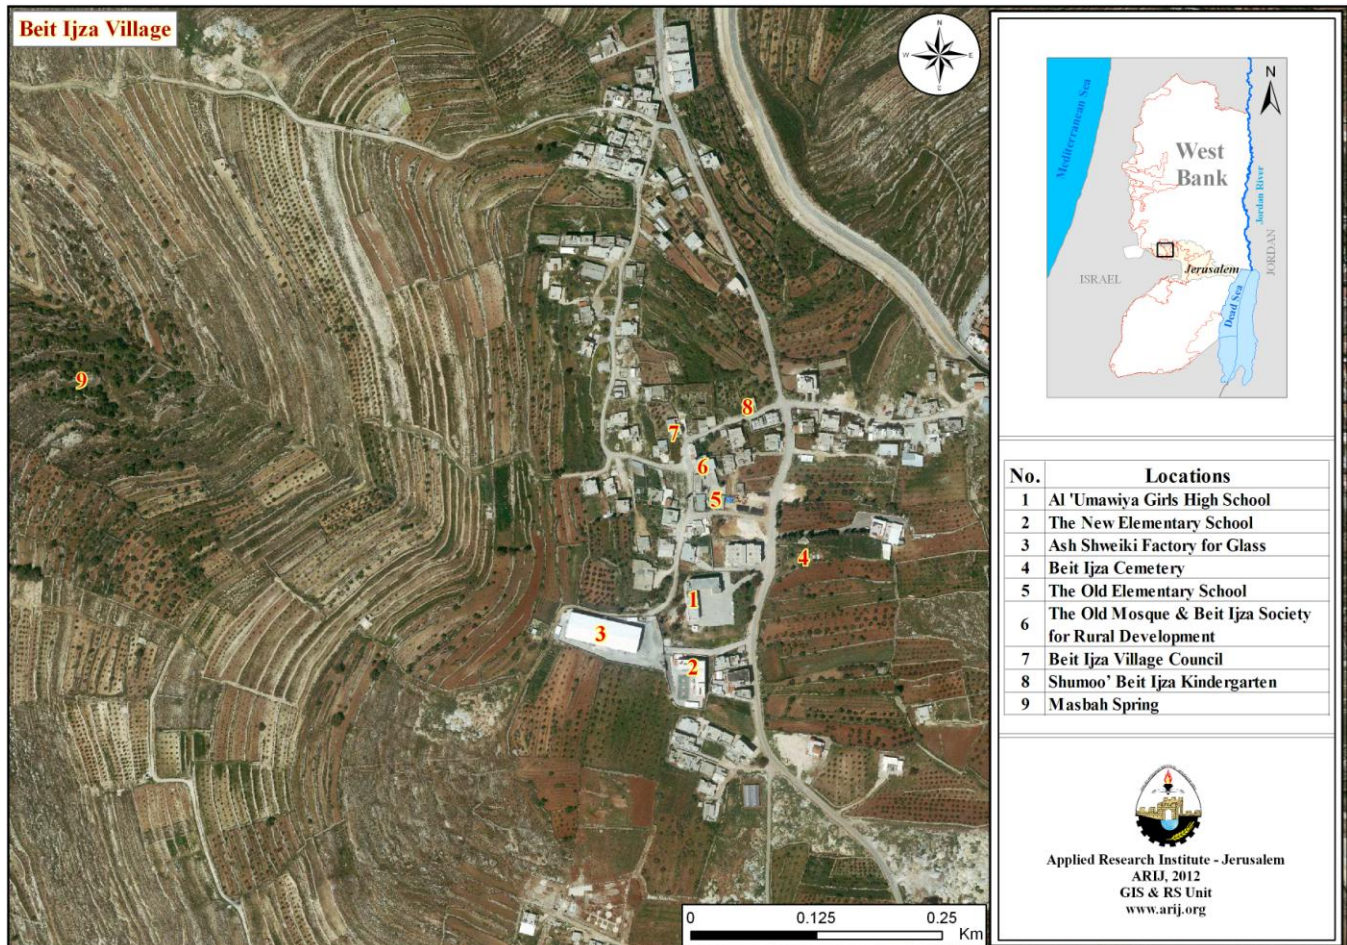 Beit Ijza Village
N
W
E
S
9
8
7
6
5
4
1
3
2
0
0.125
0.25
Km
N
Mediterranean Sea
West
Bank
Jordan River
JORDAN
ISRAEL
Jerusalem
Dead Sea
No. Locations
1 Al 'Umawiya Girls High School
2 The New Elementary School
3 Ash Shweiki Factory for Glass
4 Beit Ijza Cemetery
5 The Old Elementary School
6 The Old Mosque & Beit Ijza Society
for Rural Development
7 Beit Ijza Village Council
8 Shumoo’ Beit Ijza Kindergarten
9 Masbah Spring
Applied Research Institute - Jerusalem
ARIJ, 2012
GIS & RS Unit
www.arij.org